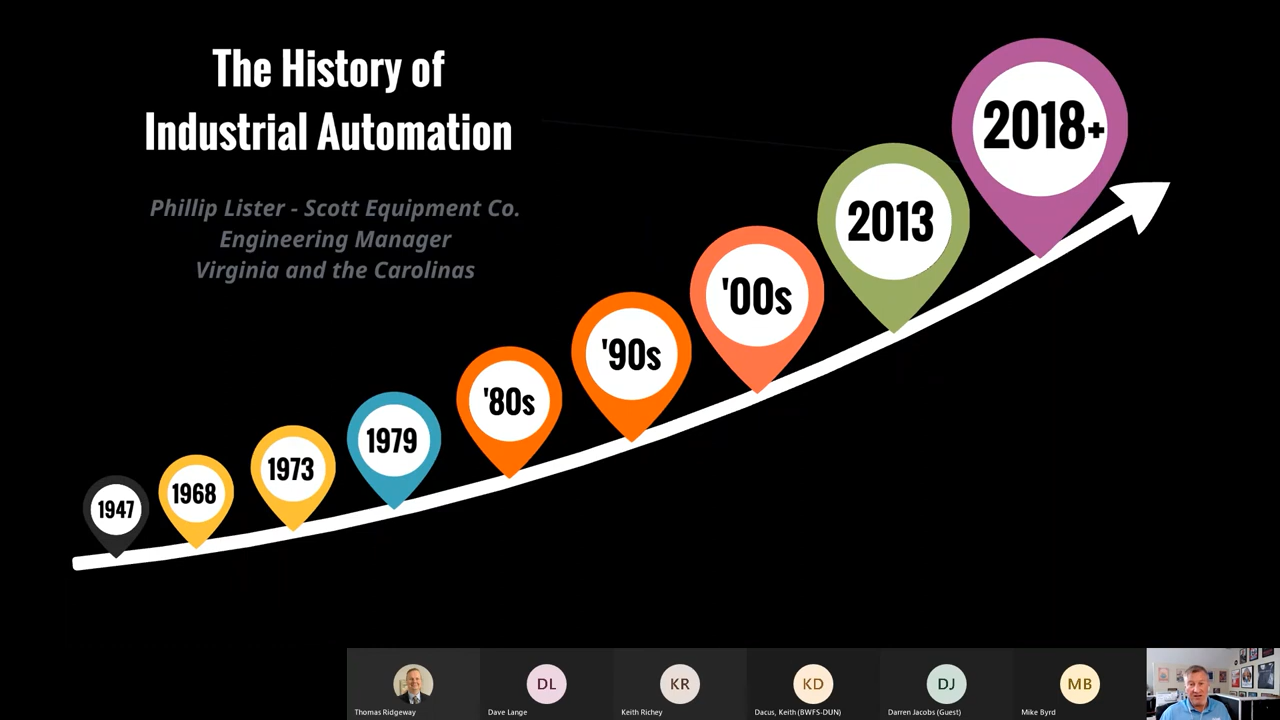 The History of
Industrial Automation
Phillip Lister - Scott Equipment Co.
Engineering Manager
Virginia and the Carolinas
1947
1968
1973
1979
'80s
'90s
'00s
2013
2018+
DL
KR
KD
DJ
MB
Thomas Ridgeway
Dave Lange
Keith Richey
Dacus, Keith (BWFS-DUN)
Darren Jacobs (Guest)
Mike Byrd